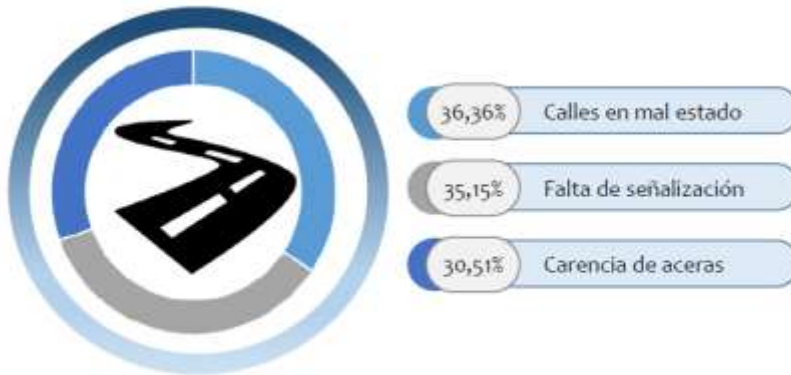 36,36% Calles en mal estado
35,15% Falta de señalización
30,51% Carencia de aceras